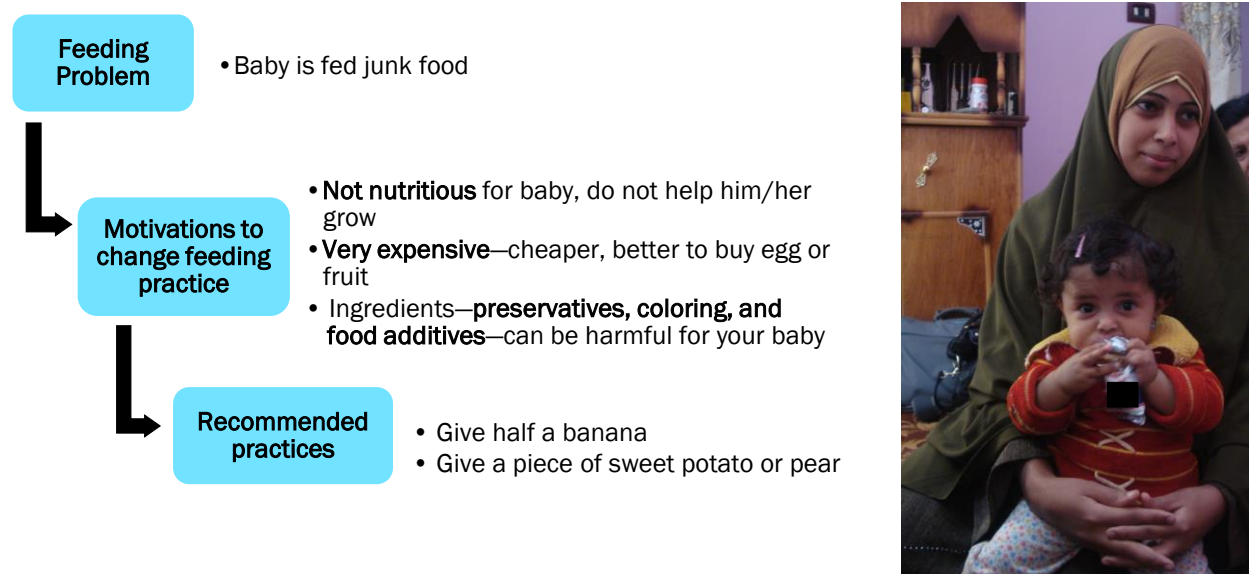 Feeding
Problem
•Baby is fed junk food
Motivations to
change feeding
practice
•Not nutritious for baby, do not help him/her
grow
•Very expensive—cheaper, better to buy egg or
fruit
• Ingredients—preservatives, coloring, and
food additives—can be harmful for your baby
Recommended
practices
• Give half a banana
• Give a piece of sweet potato or pear